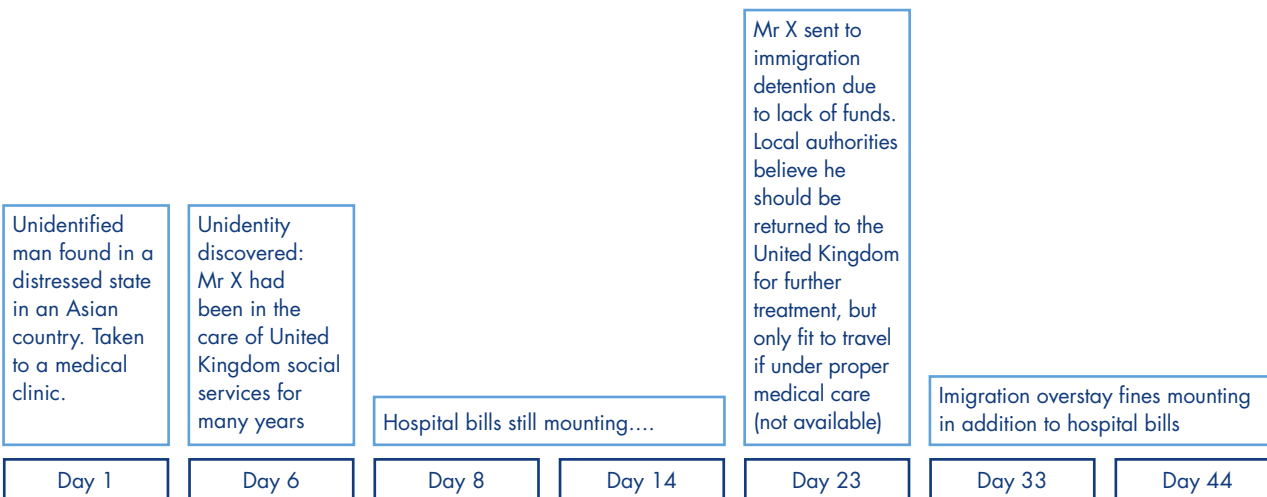 Unidentified
man found in a
distressed state
in an Asian
country. Taken
to a medical
clinic.
Unidentity
discovered:
Mr X had
been in the
care of United
Kingdom social
services for
many years
Hospital bills still mounting....
Mr X sent to
immigration
detention due
to lack of funds.
Local authorities
believe he
should be
returned to the
United Kingdom
for further
treatment, but
only fit to travel
if under proper
medical care
(not available)
Imigration overstay fines mounting
in addition to hospital bills
Day 1
Day 6
Day 8
Day 14
Day 23
Day 33
Day 44